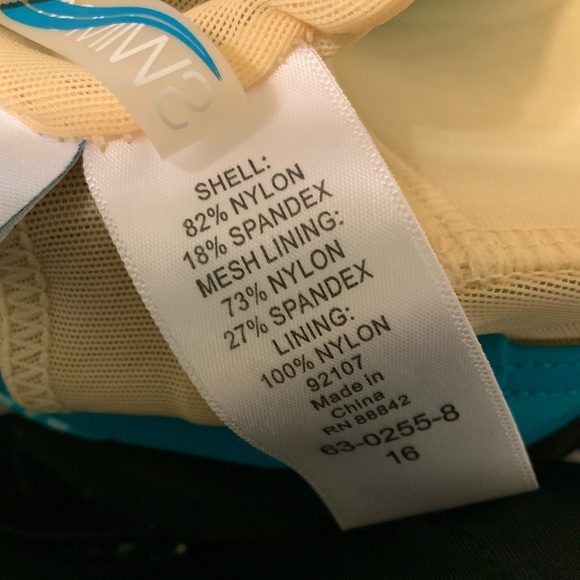 SWIM
SHELL:
82% NYLON
18% SPANDEX
MESH LINING:
73% NYLON
27% SPANDEX
LINING:
100% NYLON
92107
Made in
China
RN 88842
63-0255-8
16